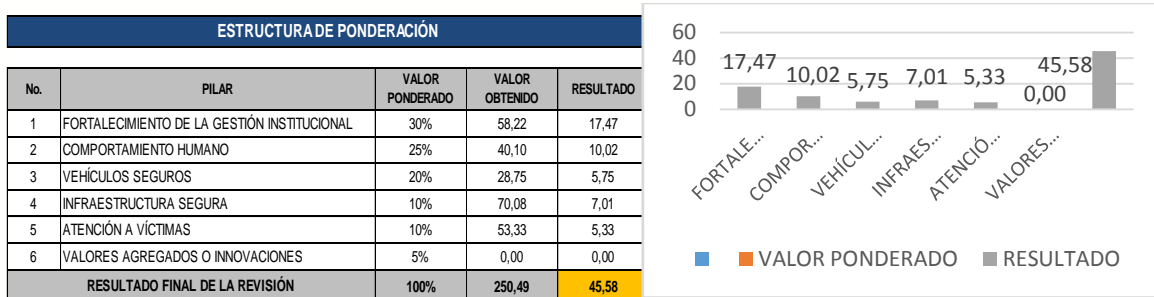 ESTRUCTURA DE PONDERACIÓN
No. PILAR VALOR PONDERADO VALOR OBTENIDO RESULTADO
1 FORTALECIMIENTO DE LA GESTIÓN INSTITUCIONAL 30% 58,22 17,47
2 COMPORTAMIENTO HUMANO 25% 40,10 10,02
3 VEHÍCULOS SEGUROS 20% 28,75 5,75
4 INFRAESTRUCTURA SEGURA 10% 70,08 7,01
5 ATENCIÓN A VÍCTIMAS 10% 53,33 5,33
6 VALORES AGREGADOS O INNOVACIONES 5% 0,00 0,00
RESULTADO FINAL DE LA REVISIÓN 100% 250,49 45,58
60
40
20
0
17,47 10,02 5,75 7,01 5,33 0,00 45,58
FORTALE...
COMPOR...
VEHÍCUL...
INFRAES...
ATENCIÓ...
VALORES...
VALOR PONDERADO RESULTADO